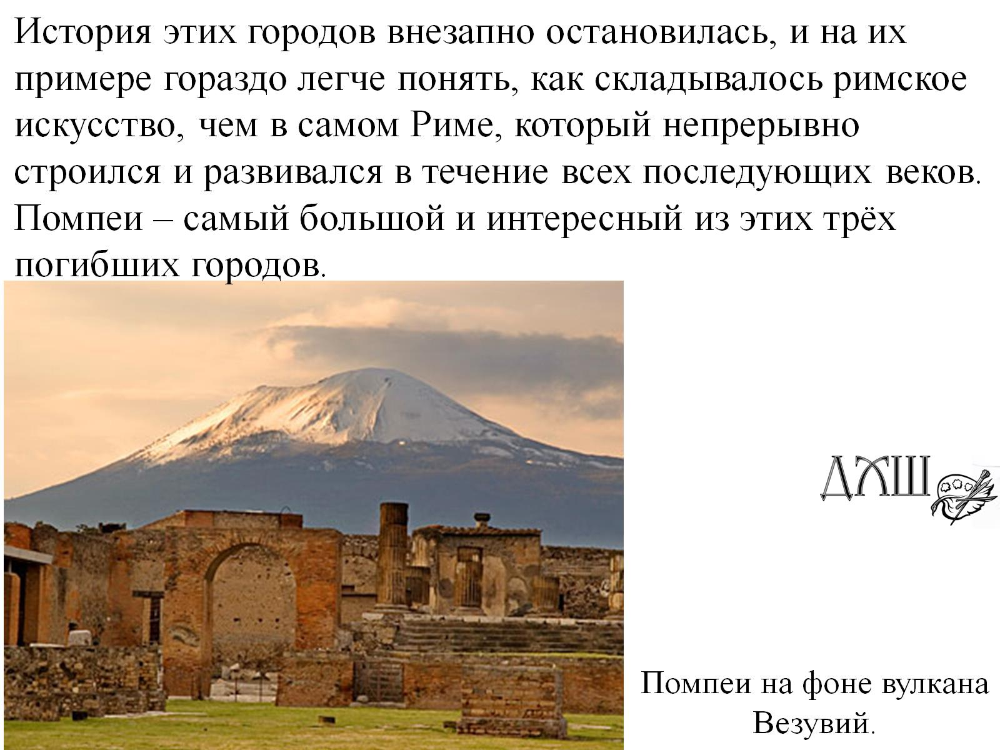 История этих городов внезапно остановилась, и на их
примере гораздо легче понять, как складывалось римское
искусство, чем в самом Риме, который непрерывно
строился и развивался в течение всех последующих веков.
Помпеи – самый большой и интересный из этих трёх
погибших городов.
ДХШ
Помпеи на фоне вулкана
Везувий.